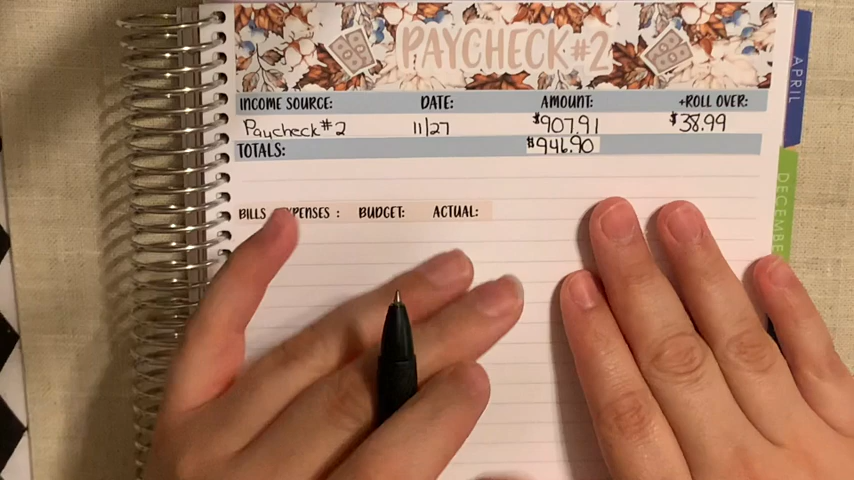 PAYCHECK#2
INCOME SOURCE: DATE: AMOUNT: +ROLL OVER:
Paycheck #2 11/27 $907.91 $38.99
TOTALS: $946.90
BILLS EXPENSES : BUDGET: ACTUAL:
APRIL
DECEMBE